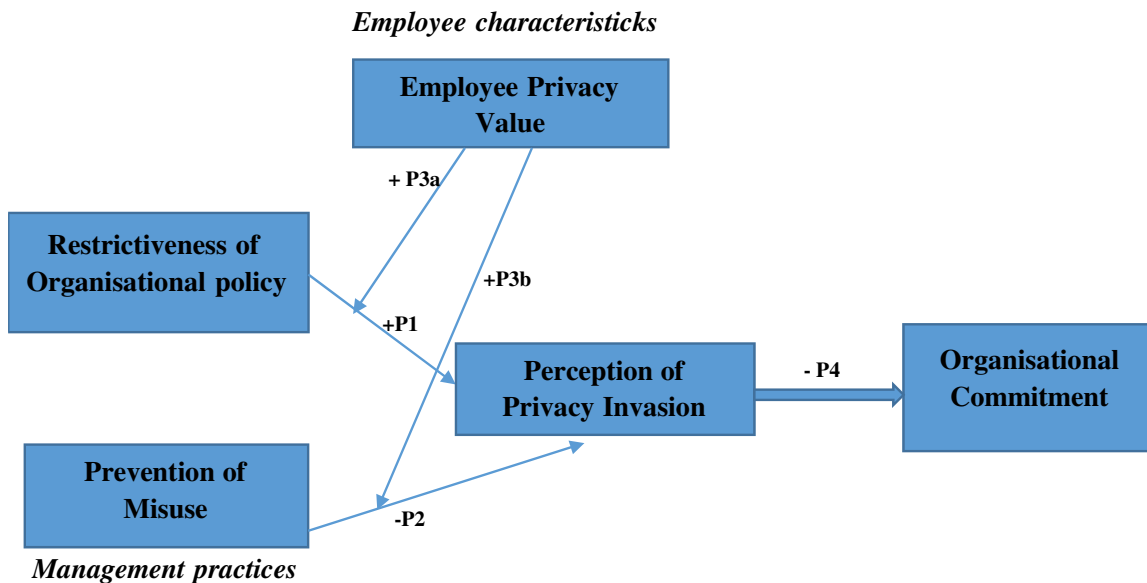 Employee characteristicks
Employee Privacy
Value
+ P3a
Restrictiveness of
Organisational policy
+P3b
+P1
Perception of
Privacy Invasion
- P4
Organisational
Commitment
Prevention of
Misuse
-P2
Management practices